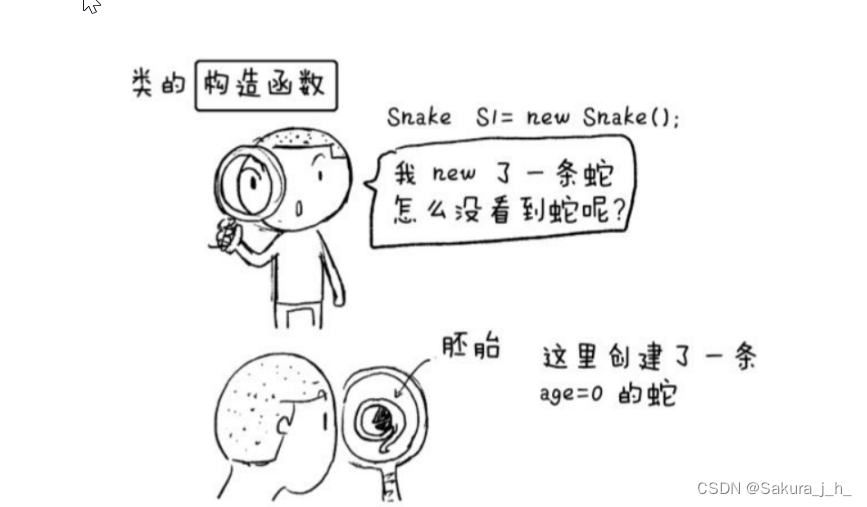 类的 构造函数
Snake S1= new Snake();
我 new 了一条蛇
怎么没看到蛇呢?
胚胎
这里创建了一条
age=0 的蛇
CSDN @Sakura_j_h_